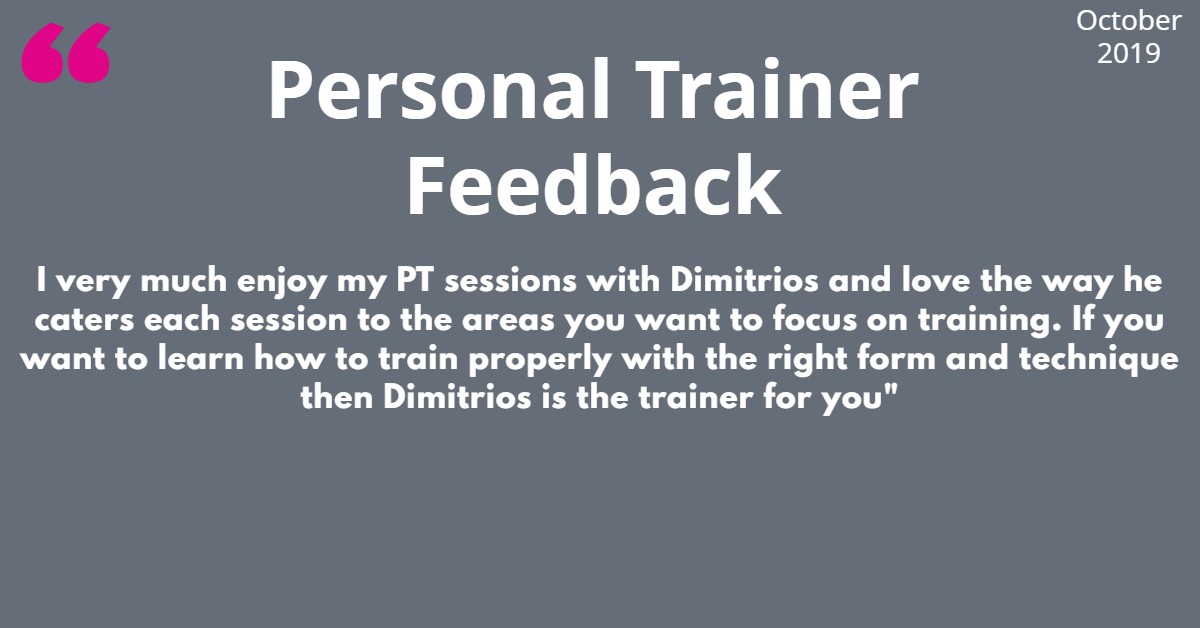 “
October
2019
Personal Trainer
Feedback
I very much enjoy my PT sessions with Dimitrios and love the way he
caters each session to the areas you want to focus on training. If you
want to learn how to train properly with the right form and technique
then Dimitrios is the trainer for you"